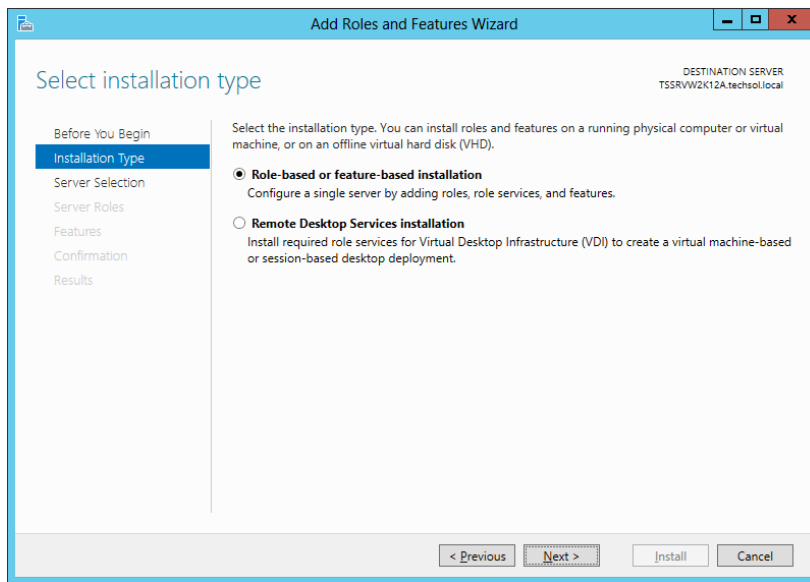 Add Roles and Features Wizard
Select installation type
DESTINATION SERVER
TSSRVW2K12A.techsol.local
Before You Begin
Installation Type
Server Selection
Server Roles
Features
Confirmation
Results
Select the installation type. You can install roles and features on a running physical computer or virtual
machine, or on an offline virtual hard disk (VHD).
Role-based or feature-based installation
Configure a single server by adding roles, role services, and features.
Remote Desktop Services installation
Install required role services for Virtual Desktop Infrastructure (VDI) to create a virtual machine-based
or session-based desktop deployment.
< Previous
Next >
Install
Cancel